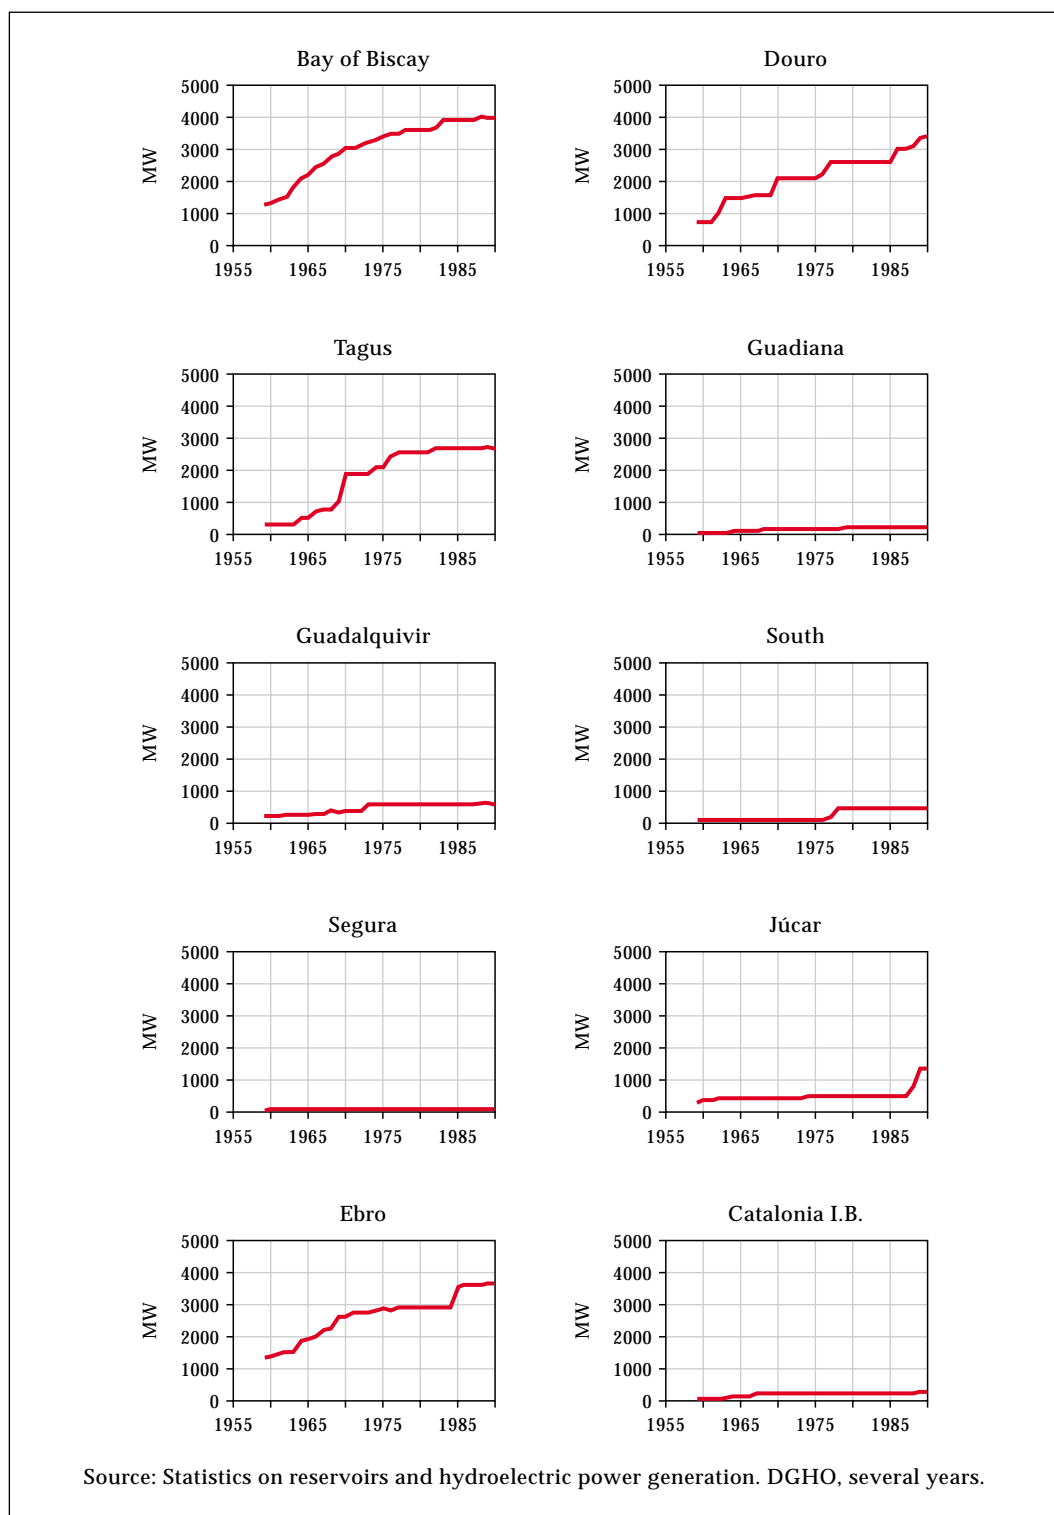 Bay of Biscay
5000
4000
3000
2000
1000
0
MW
1955 1965 1975 1985
Douro
5000
4000
3000
2000
1000
0
MW
1955 1965 1975 1985
Tagus
5000
4000
3000
2000
1000
0
MW
1955 1965 1975 1985
Guadiana
5000
4000
3000
2000
1000
0
MW
1955 1965 1975 1985
Guadalquivir
5000
4000
3000
2000
1000
0
MW
1955 1965 1975 1985
South
5000
4000
3000
2000
1000
0
MW
1955 1965 1975 1985
Segura
5000
4000
3000
2000
1000
0
MW
1955 1965 1975 1985
Júcar
5000
4000
3000
2000
1000
0
MW
1955 1965 1975 1985
Ebro
5000
4000
3000
2000
1000
0
MW
1955 1965 1975 1985
Catalonia I.B.
5000
4000
3000
2000
1000
0
MW
1955 1965 1975 1985
Source: Statistics on reservoirs and hydroelectric power generation. DGHO, several years.